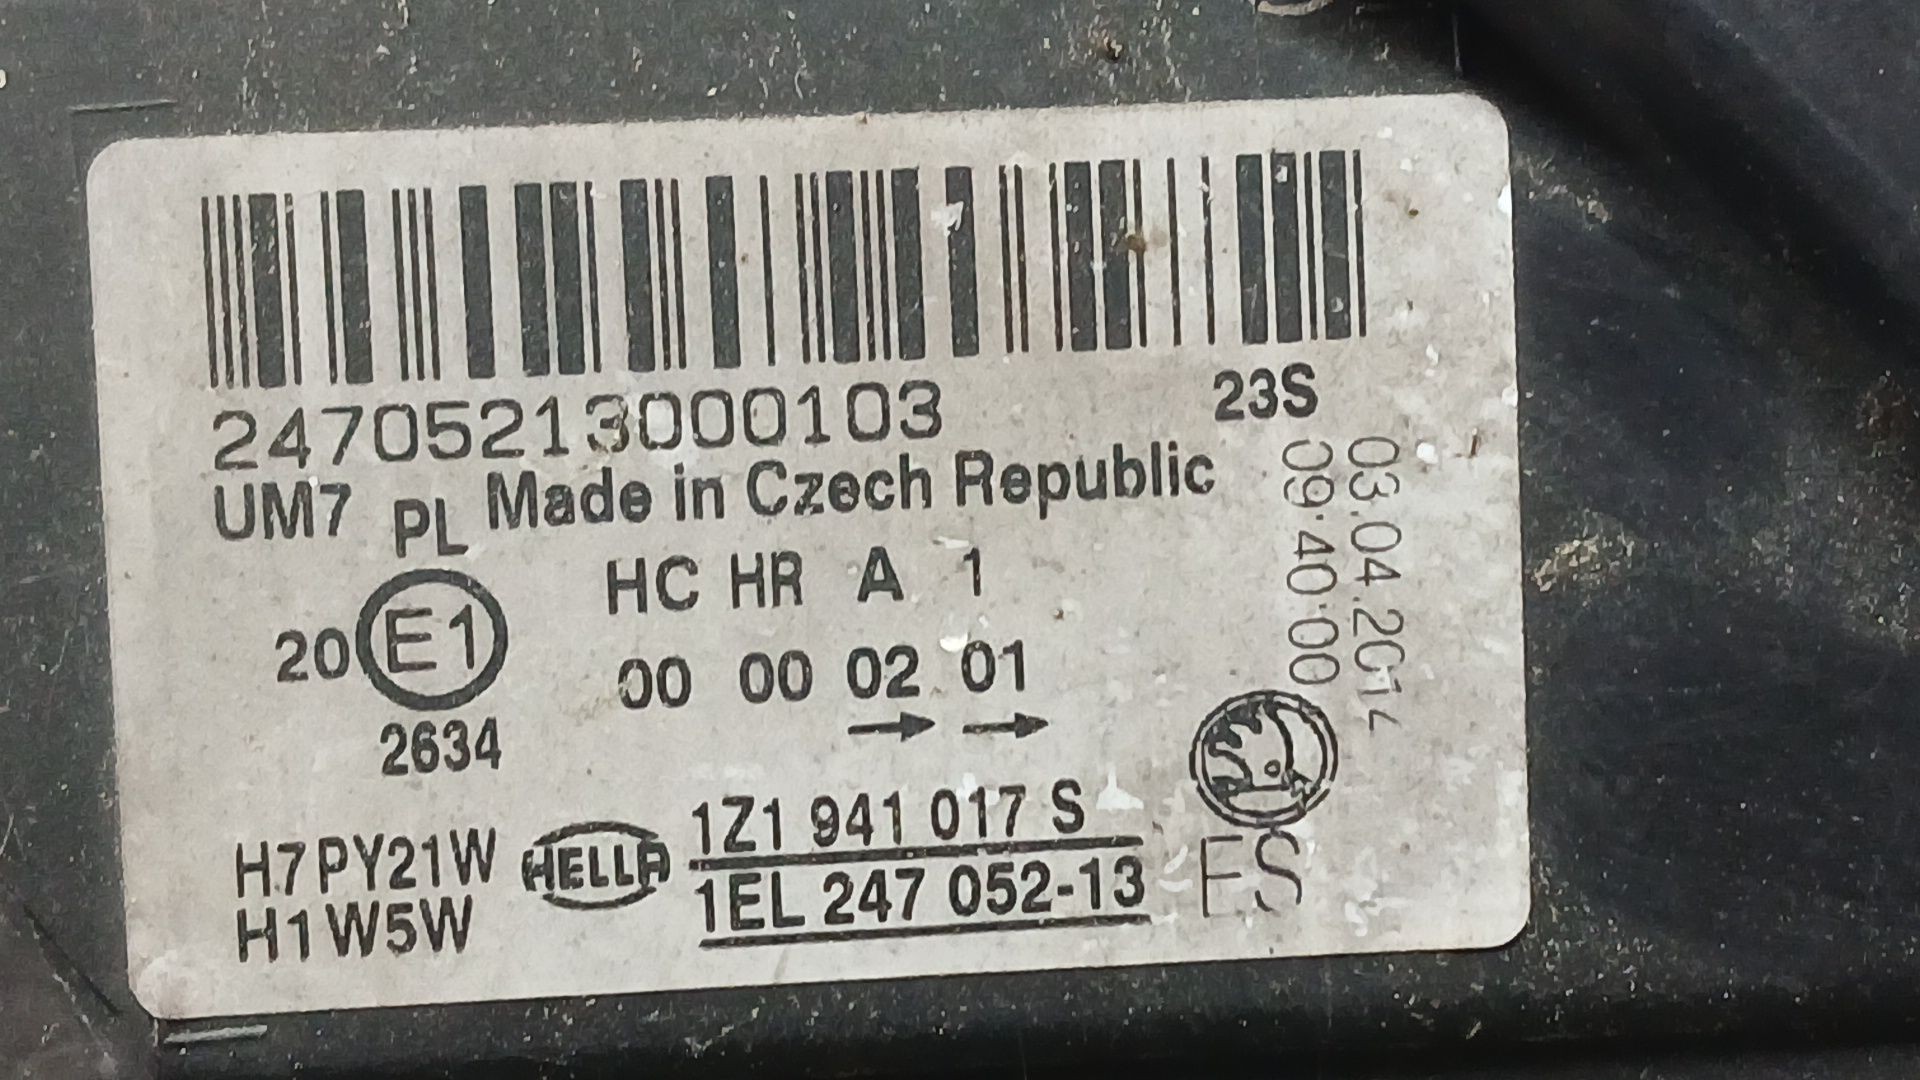 247052130000103
23S
UM7 PL Made in Czech Republic
03.04.2014
09:40:00
HC HR A 1
20 E1
00 00 02 01
2634
1Z1 941 017 S
H7 PY21W HELLA
1EL 247 052-13
H1 W5W
ES